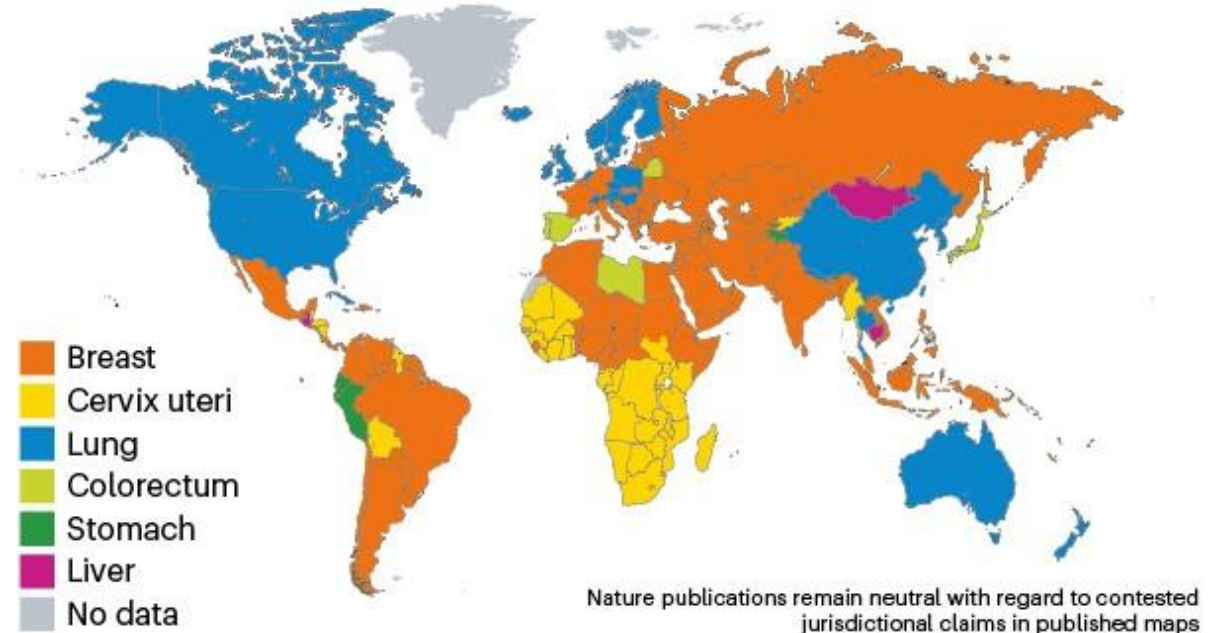 Breast
Cervix uteri
Lung
Colorectum
Stomach
Liver
No data
Nature publications remain neutral with regard to contested
jurisdictional claims in published maps